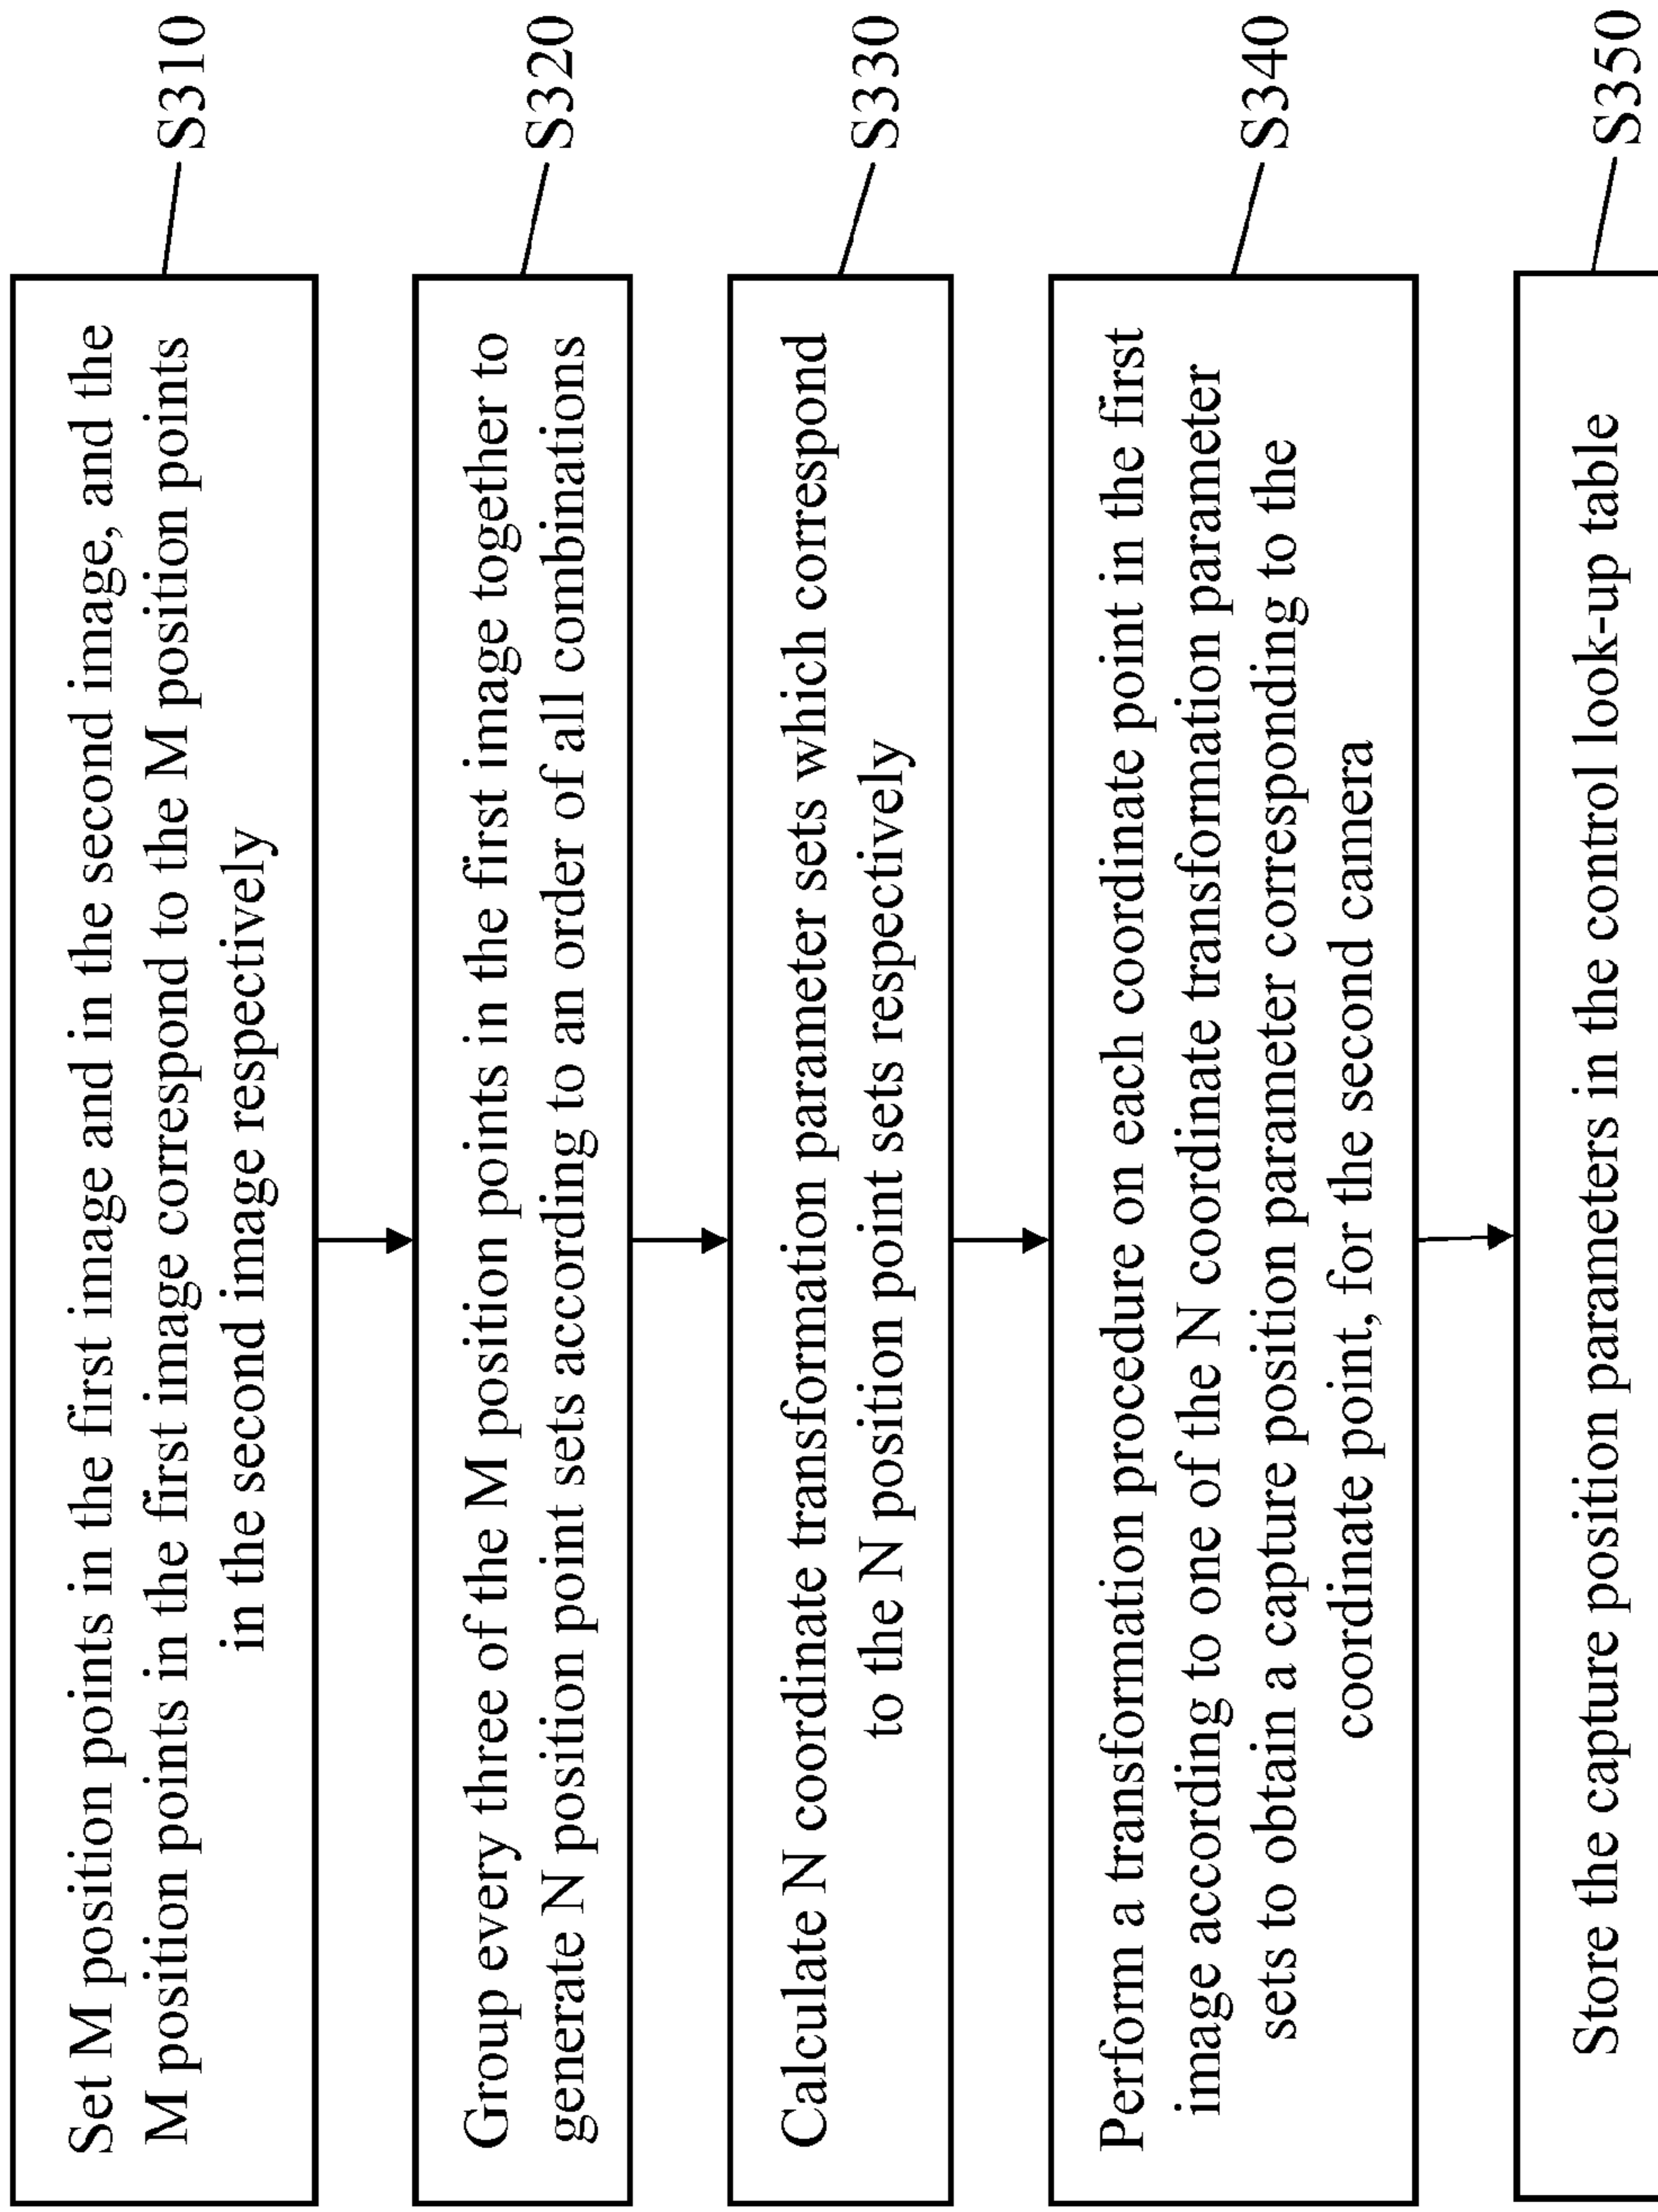 Set M position points in the first image and in the second image, and the
M position points in the first image correspond to the M position points
in the second image respectively
S310
Group every three of the M position points in the first image together to
generate N position point sets according to an order of all combinations
S320
Calculate N coordinate transformation parameter sets which correspond
to the N position point sets respectively
S330
Perform a transformation procedure on each coordinate point in the first
image according to one of the N coordinate transformation parameter
sets to obtain a capture position parameter corresponding to the
coordinate point, for the second camera
S340
Store the capture position parameters in the control look-up table
S350